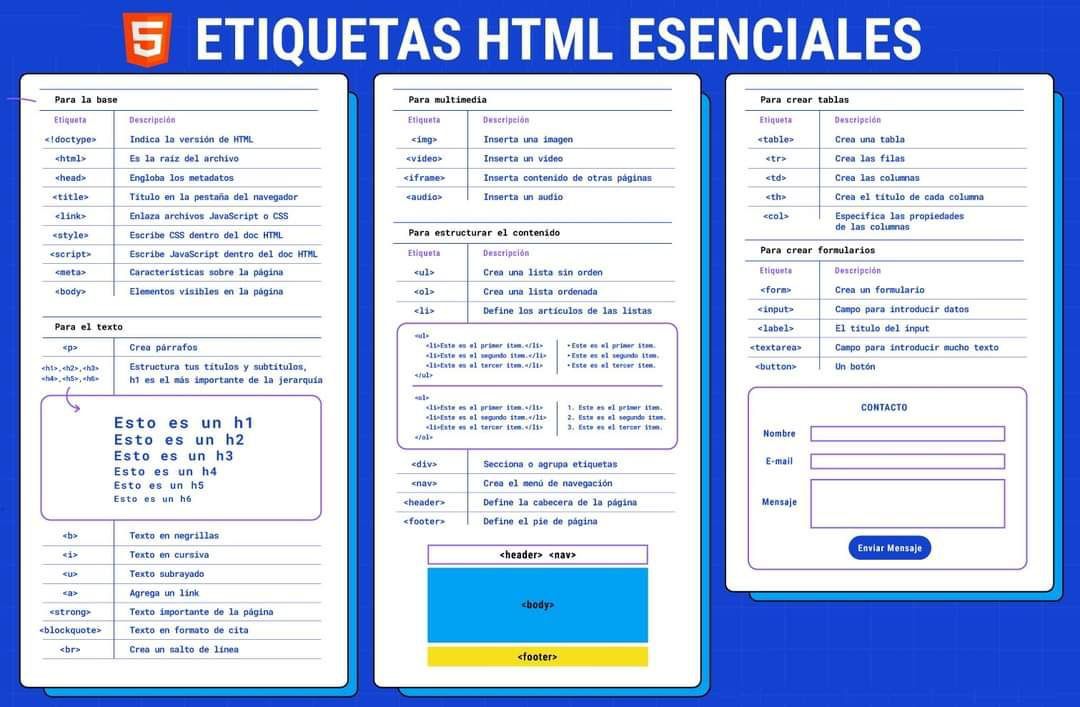 ETIQUETAS HTML ESENCIALES
Para la base
Etiqueta Descripción
<!doctype> Indica la versión de HTML
<html> Es la raíz del archivo
<head> Engloba los metadatos
<title> Título en la pestaña del navegador
<link> Enlaza archivos JavaScript o CSS
<style> Escribe CSS dentro del doc HTML
<script> Escribe JavaScript dentro del doc HTML
<meta> Características sobre la página
<body> Elementos visibles en la página
Para el texto
<p> Crea párrafos
<h1>,<h2>,<h3> Estructura tus títulos y subtítulos,
<h4>,<h5>,<h6> h1 es el más importante de la jerarquía
Esto es un h1
Esto es un h2
Esto es un h3
Esto es un h4
Esto es un h5
Esto es un h6
<b> Texto en negrillas
<i> Texto en cursiva
<u> Texto subrayado
<a> Agrega un link
<strong> Texto importante de la página
<blockquote> Texto en formato de cita
<br> Crea un salto de línea
Para multimedia
Etiqueta Descripción
<img> Inserta una imagen
<video> Inserta un video
<iframe> Inserta contenido de otras páginas
<audio> Inserta un audio
Para estructurar el contenido
Etiqueta Descripción
<ul> Crea una lista sin orden
<ol> Crea una lista ordenada
<li> Define los artículos de las listas
<ul>
<li>Este es el primer ítem.</li> • Este es el primer ítem.
<li>Este es el segundo ítem.</li> • Este es el segundo ítem.
<li>Este es el tercer ítem.</li> • Este es el tercer ítem.
</ul>
<ol>
<li>Este es el primer ítem.</li> 1. Este es el primer ítem.
<li>Este es el segundo ítem.</li> 2. Este es el segundo ítem.
<li>Este es el tercer ítem.</li> 3. Este es el tercer ítem.
</ol>
<div> Secciona o agrupa etiquetas
<nav> Crea el menú de navegación
<header> Define la cabecera de la página
<footer> Define el pie de página
<header> <nav>
<body>
<footer>
Para crear tablas
Etiqueta Descripción
<table> Crea una tabla
<tr> Crea las filas
<td> Crea las columnas
<th> Crea el título de cada columna
<col> Especifica las propiedades
de las columnas
Para crear formularios
Etiqueta Descripción
<form> Crea un formulario
<input> Campo para introducir datos
<label> El título del input
<textarea> Campo para introducir mucho texto
<button> Un botón
CONTACTO
Nombre
E-mail
Mensaje
Enviar Mensaje